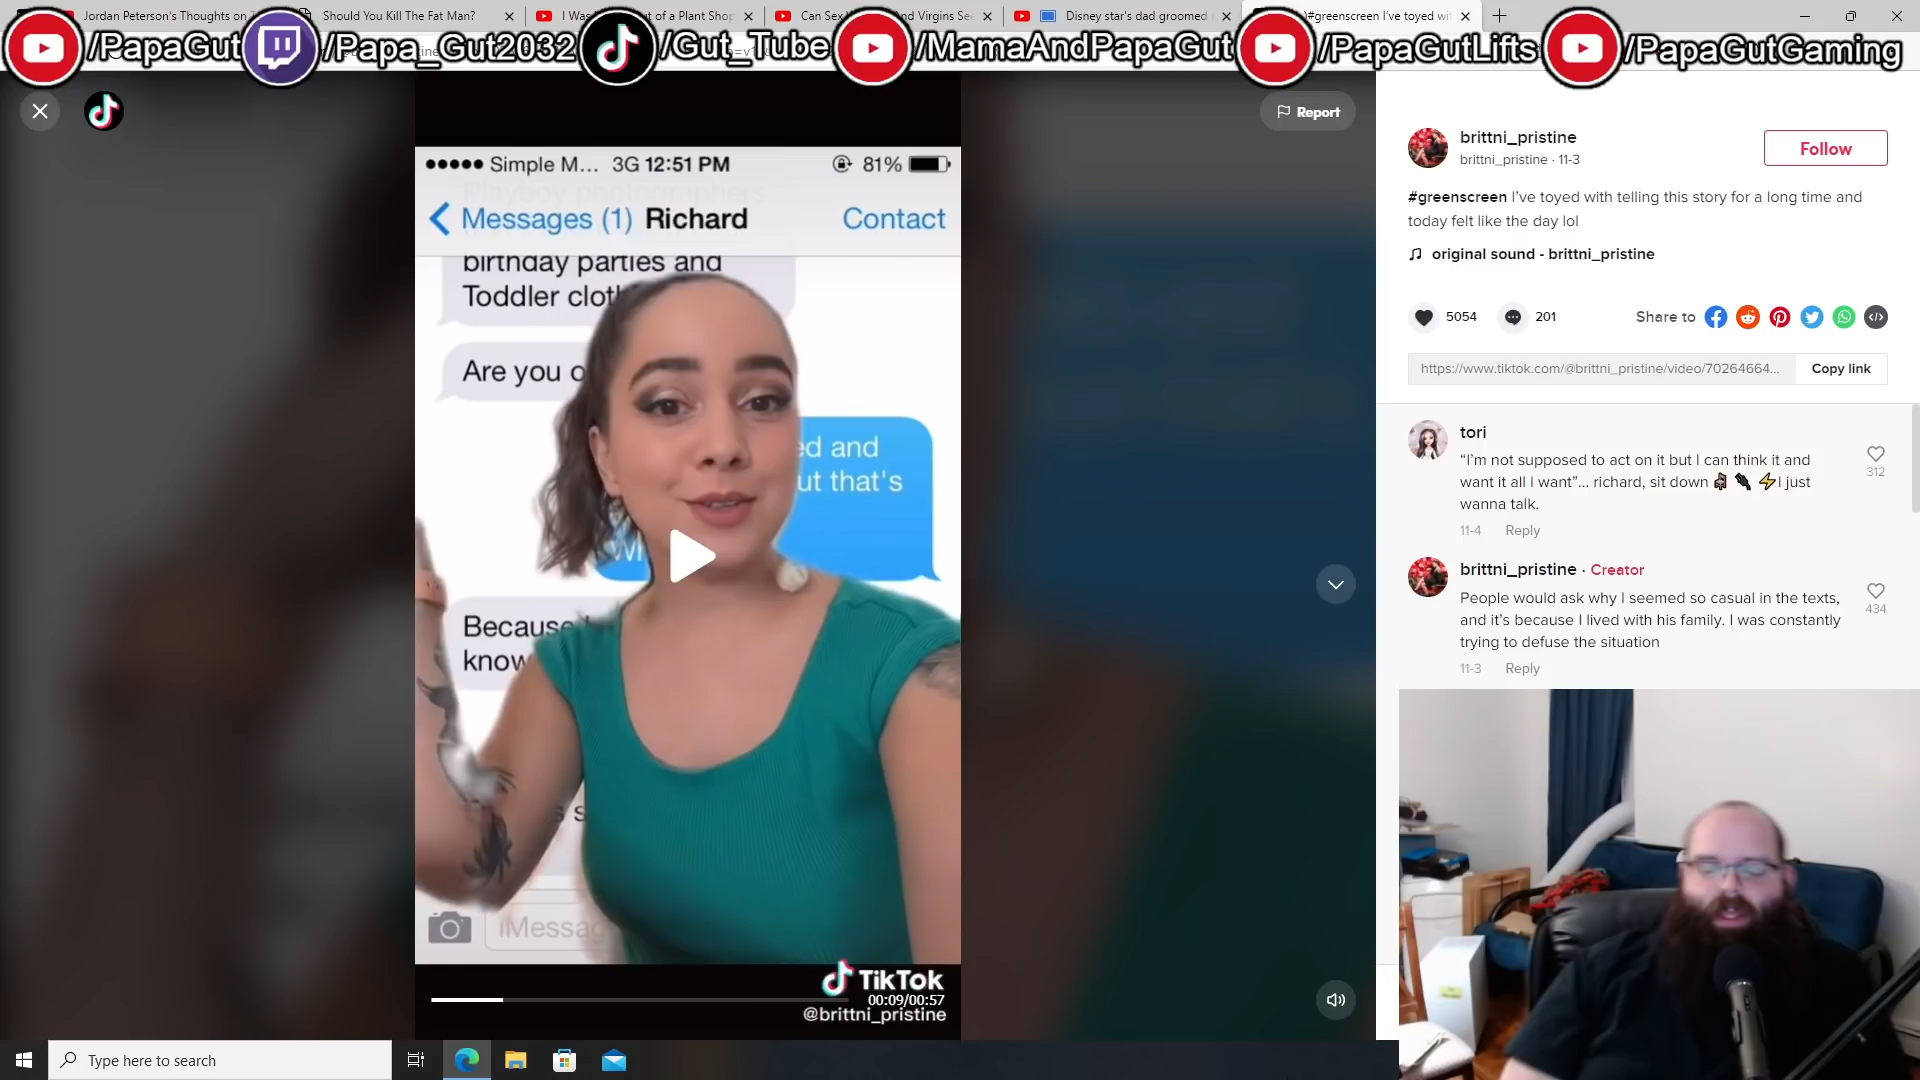 Jordan Peterson's Thoughts on
Should You Kill The Fat Man?
Can Sex
And Virgins
Disney star's dad groomed
#greenscreen I've toyed
/PapaGut
/Papa_Gut2032
/Gut_Tube
/MamaAndPapaGut
/PapaGutLifts
/PapaGutGaming
Report
Simple M... 3G 12:51 PM 81%
Playboy photographers
Messages (1) Richard Contact
birthday parties and
Toddler
Are you
ed and
ut that's
Because
know
TikTok
00:09/00:57
@brittni_pristine
brittni_pristine
brittni_pristine · 11-3
Follow
#greenscreen I've toyed with telling this story for a long time and
today felt like the day lol
original sound - brittni_pristine
5054 201 Share to
https://www.tiktok.com/@brittni_pristine/video/70264664... Copy link
tori
“I'm not supposed to act on it but I can think it and
want it all I want”... richard, sit down I just
wanna talk.
312
11-4 Reply
brittni_pristine · Creator
People would ask why I seemed so casual in the texts,
and it's because I lived with his family. I was constantly
trying to defuse the situation
434
11-3 Reply
Type here to search